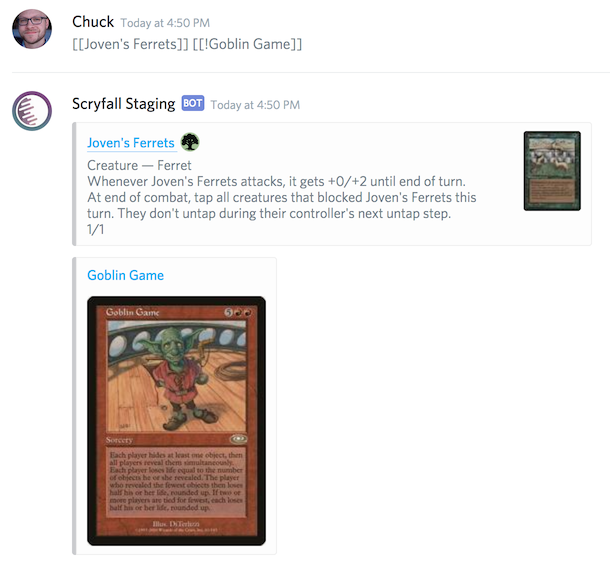 Chuck Today at 4:50 PM
[[Joven's Ferrets]] [[!Goblin Game]]
Scryfall Staging BOT Today at 4:50 PM
Joven's Ferrets
Creature — Ferret
Whenever Joven's Ferrets attacks, it gets +0/+2 until end of turn.
At end of combat, tap all creatures that blocked Joven's Ferrets this
turn. They don't untap during their controller's next untap step.
1/1
Goblin Game
Goblin Game 5
Sorcery
Each player hides at least one object, then
all players reveal them simultaneously.
Each player loses life equal to the number
of objects he or she revealed. The player
who revealed the fewest objects then loses
half his or her life, rounded up. If two or
more players are tied for fewest, each loses
half his or her life, rounded up.
Illus. DiTerlizzi